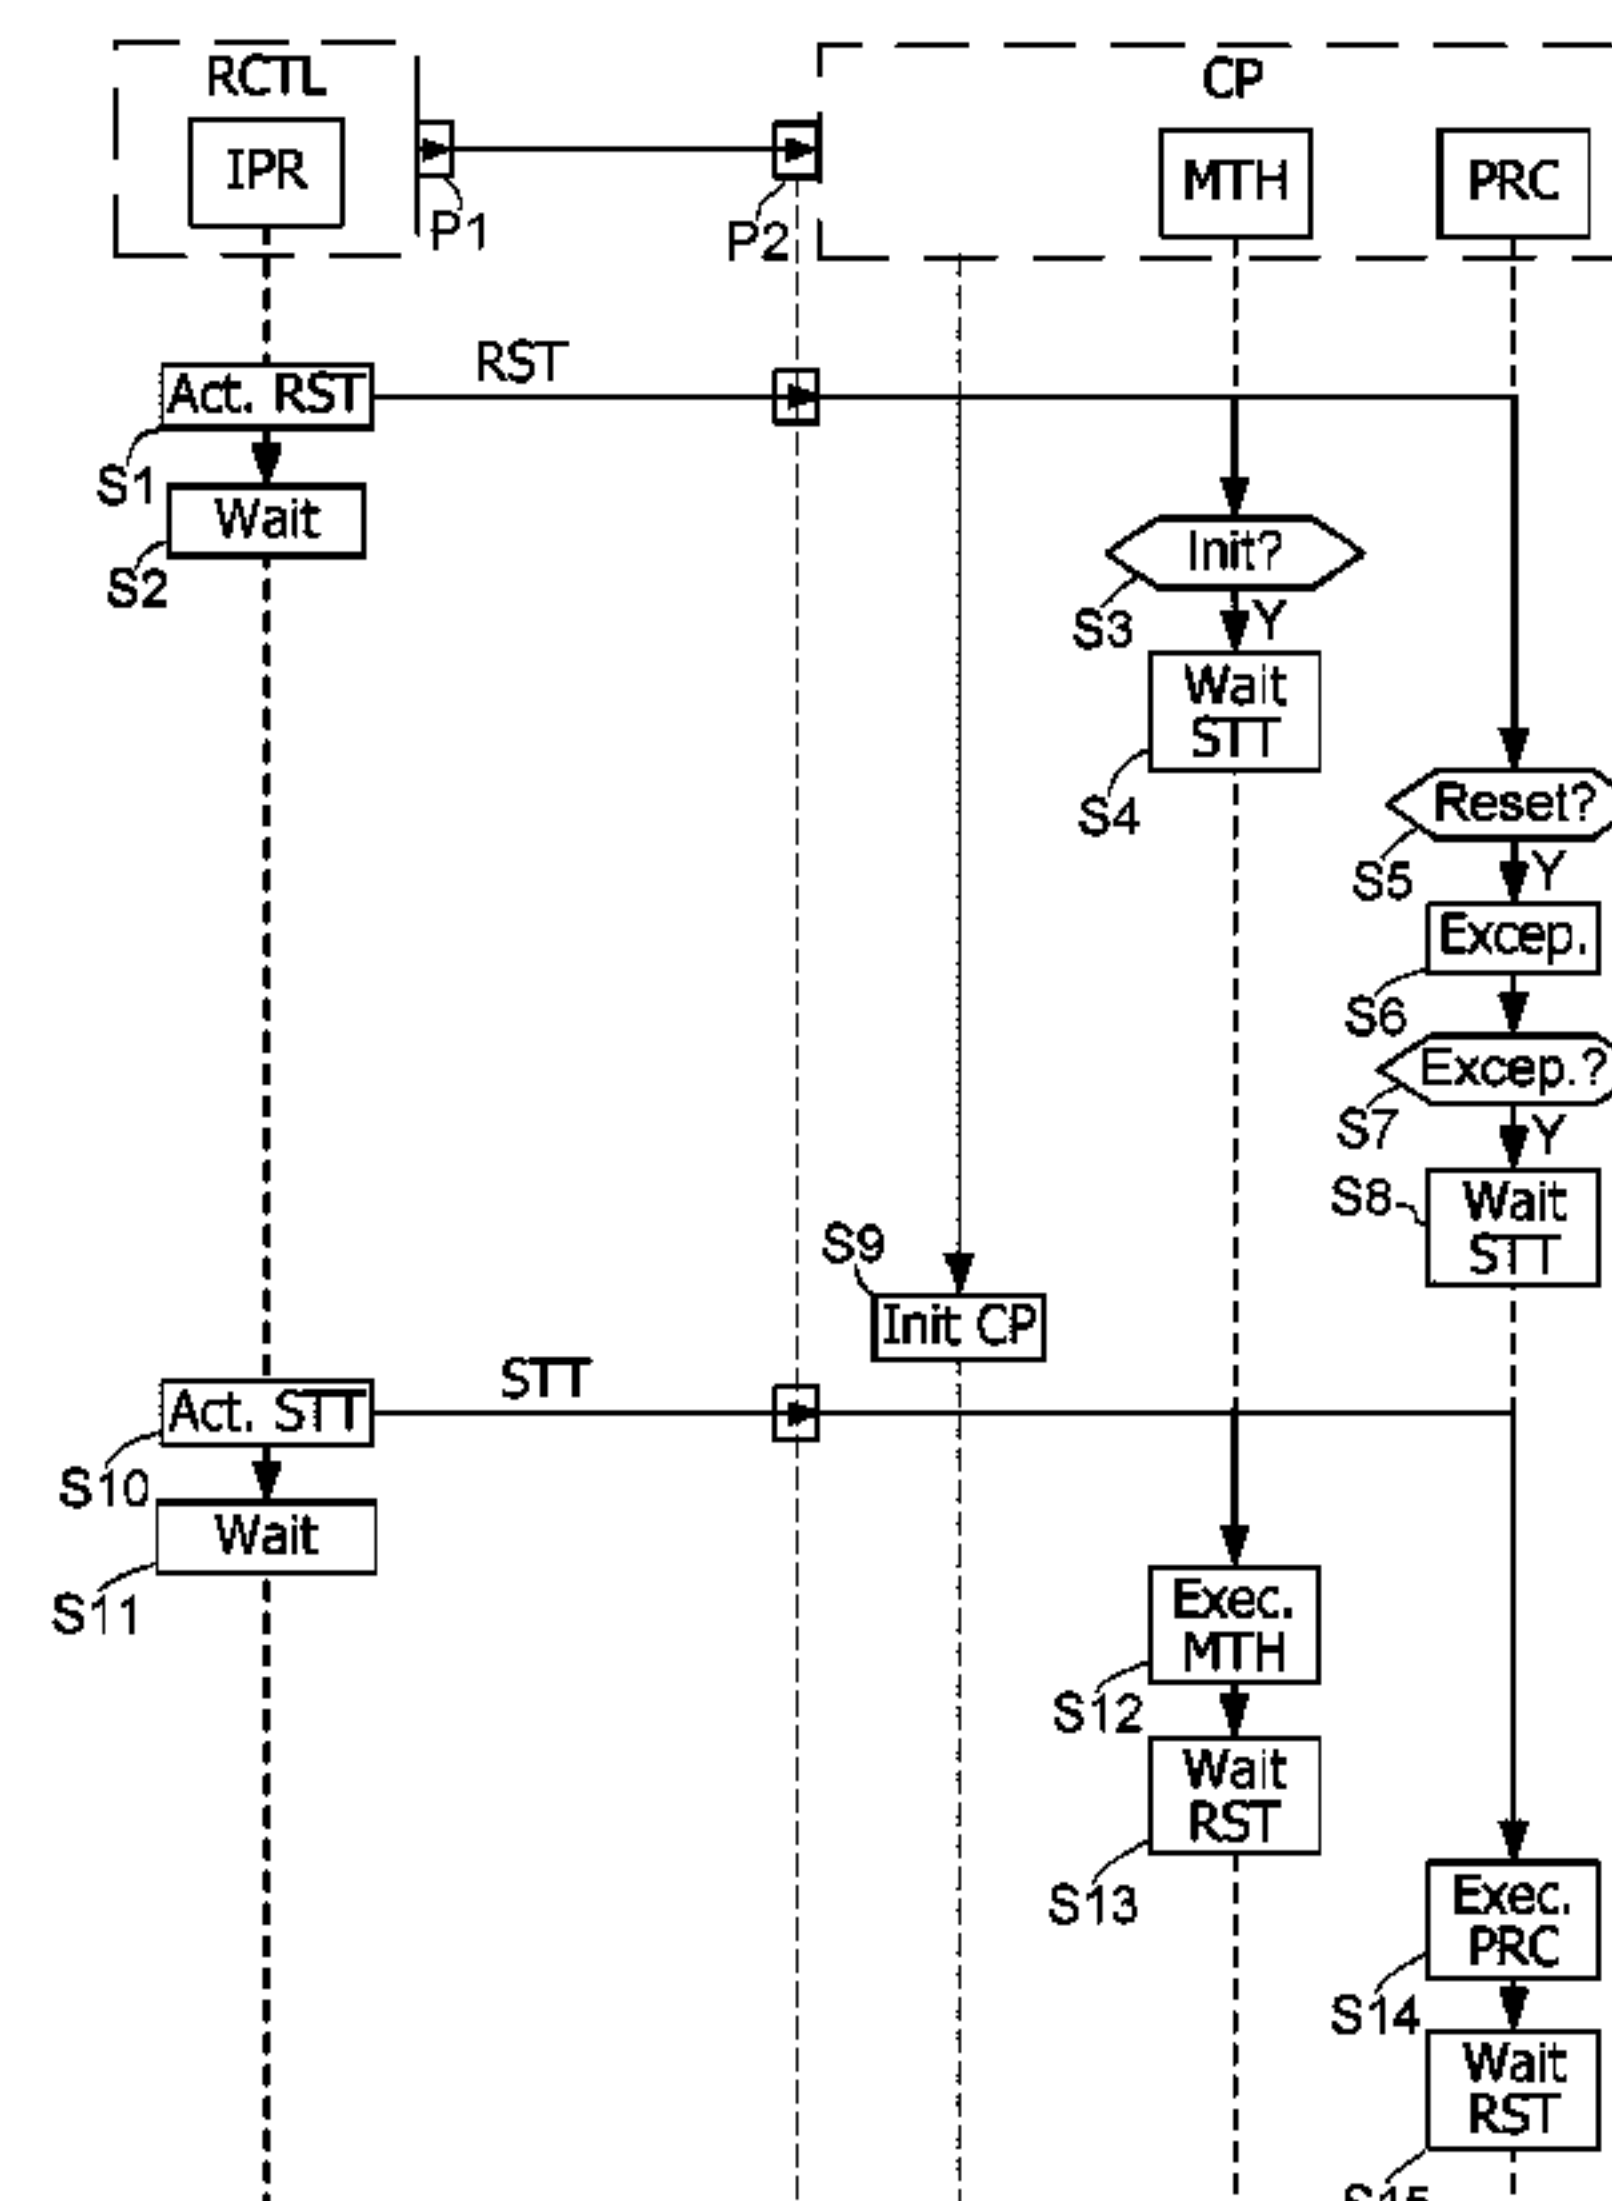 RCTL
CP
IPR
MTH
PRC
P1
P2
RST
Act. RST
S1
Wait
S2
Init?
S3
Y
Wait
STT
S4
Reset?
S5
Y
Excep.
S6
Excep.?
S7
Y
S8
Wait
STT
S9
Init CP
STT
Act. STT
S10
Wait
S11
Exec.
MTH
S12
Wait
RST
S13
Exec.
PRC
S14
Wait
RST
S15